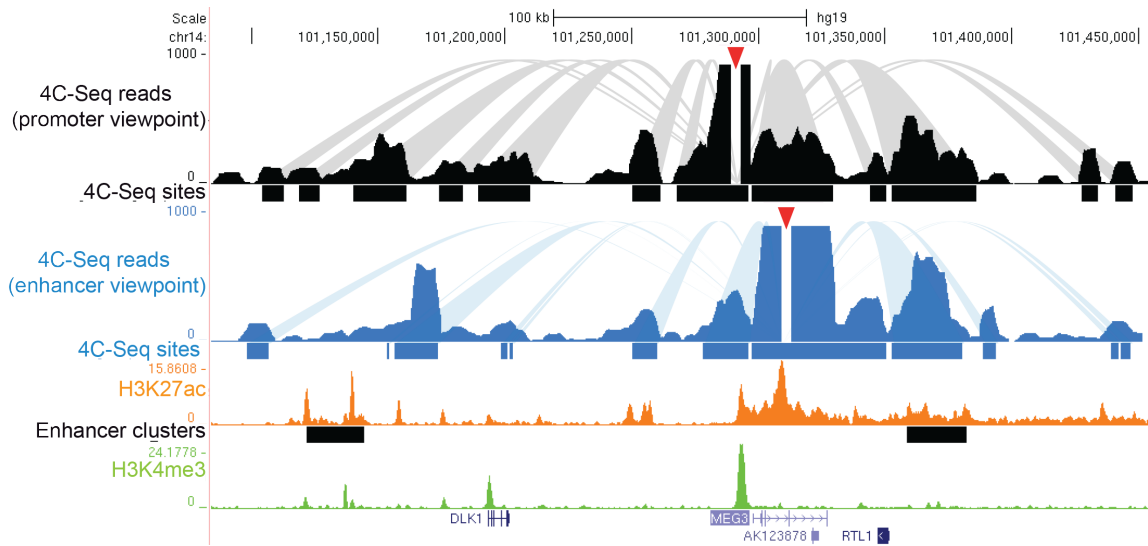 Scale 100 kb hg19
chr14: 101,150,000 101,200,000 101,250,000 101,300,000 101,350,000 101,400,000 101,450,000
1000 -
4C-Seq reads
(promoter viewpoint)
0
4C-Seq sites
1000 -
4C-Seq reads
(enhancer viewpoint)
0
4C-Seq sites
15.8608 -
H3K27ac
0
Enhancer clusters
24.1778 -
H3K4me3
0
DLK1 MEG3
AK123878 RTL1